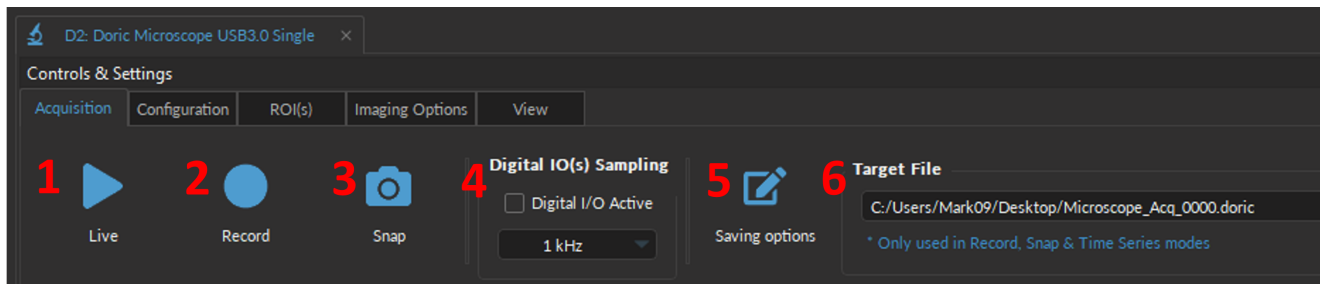 D2: Doric Microscope USB3.0 Single ×
Controls & Settings
Acquisition Configuration ROI(s) Imaging Options View
1 Live
2 Record
3 Snap
4 Digital IO(s) Sampling
Digital I/O Active
1 kHz
5 Saving options
6 Target File
C:/Users/Mark09/Desktop/Microscope_Acq_0000.doric
* Only used in Record, Snap & Time Series modes